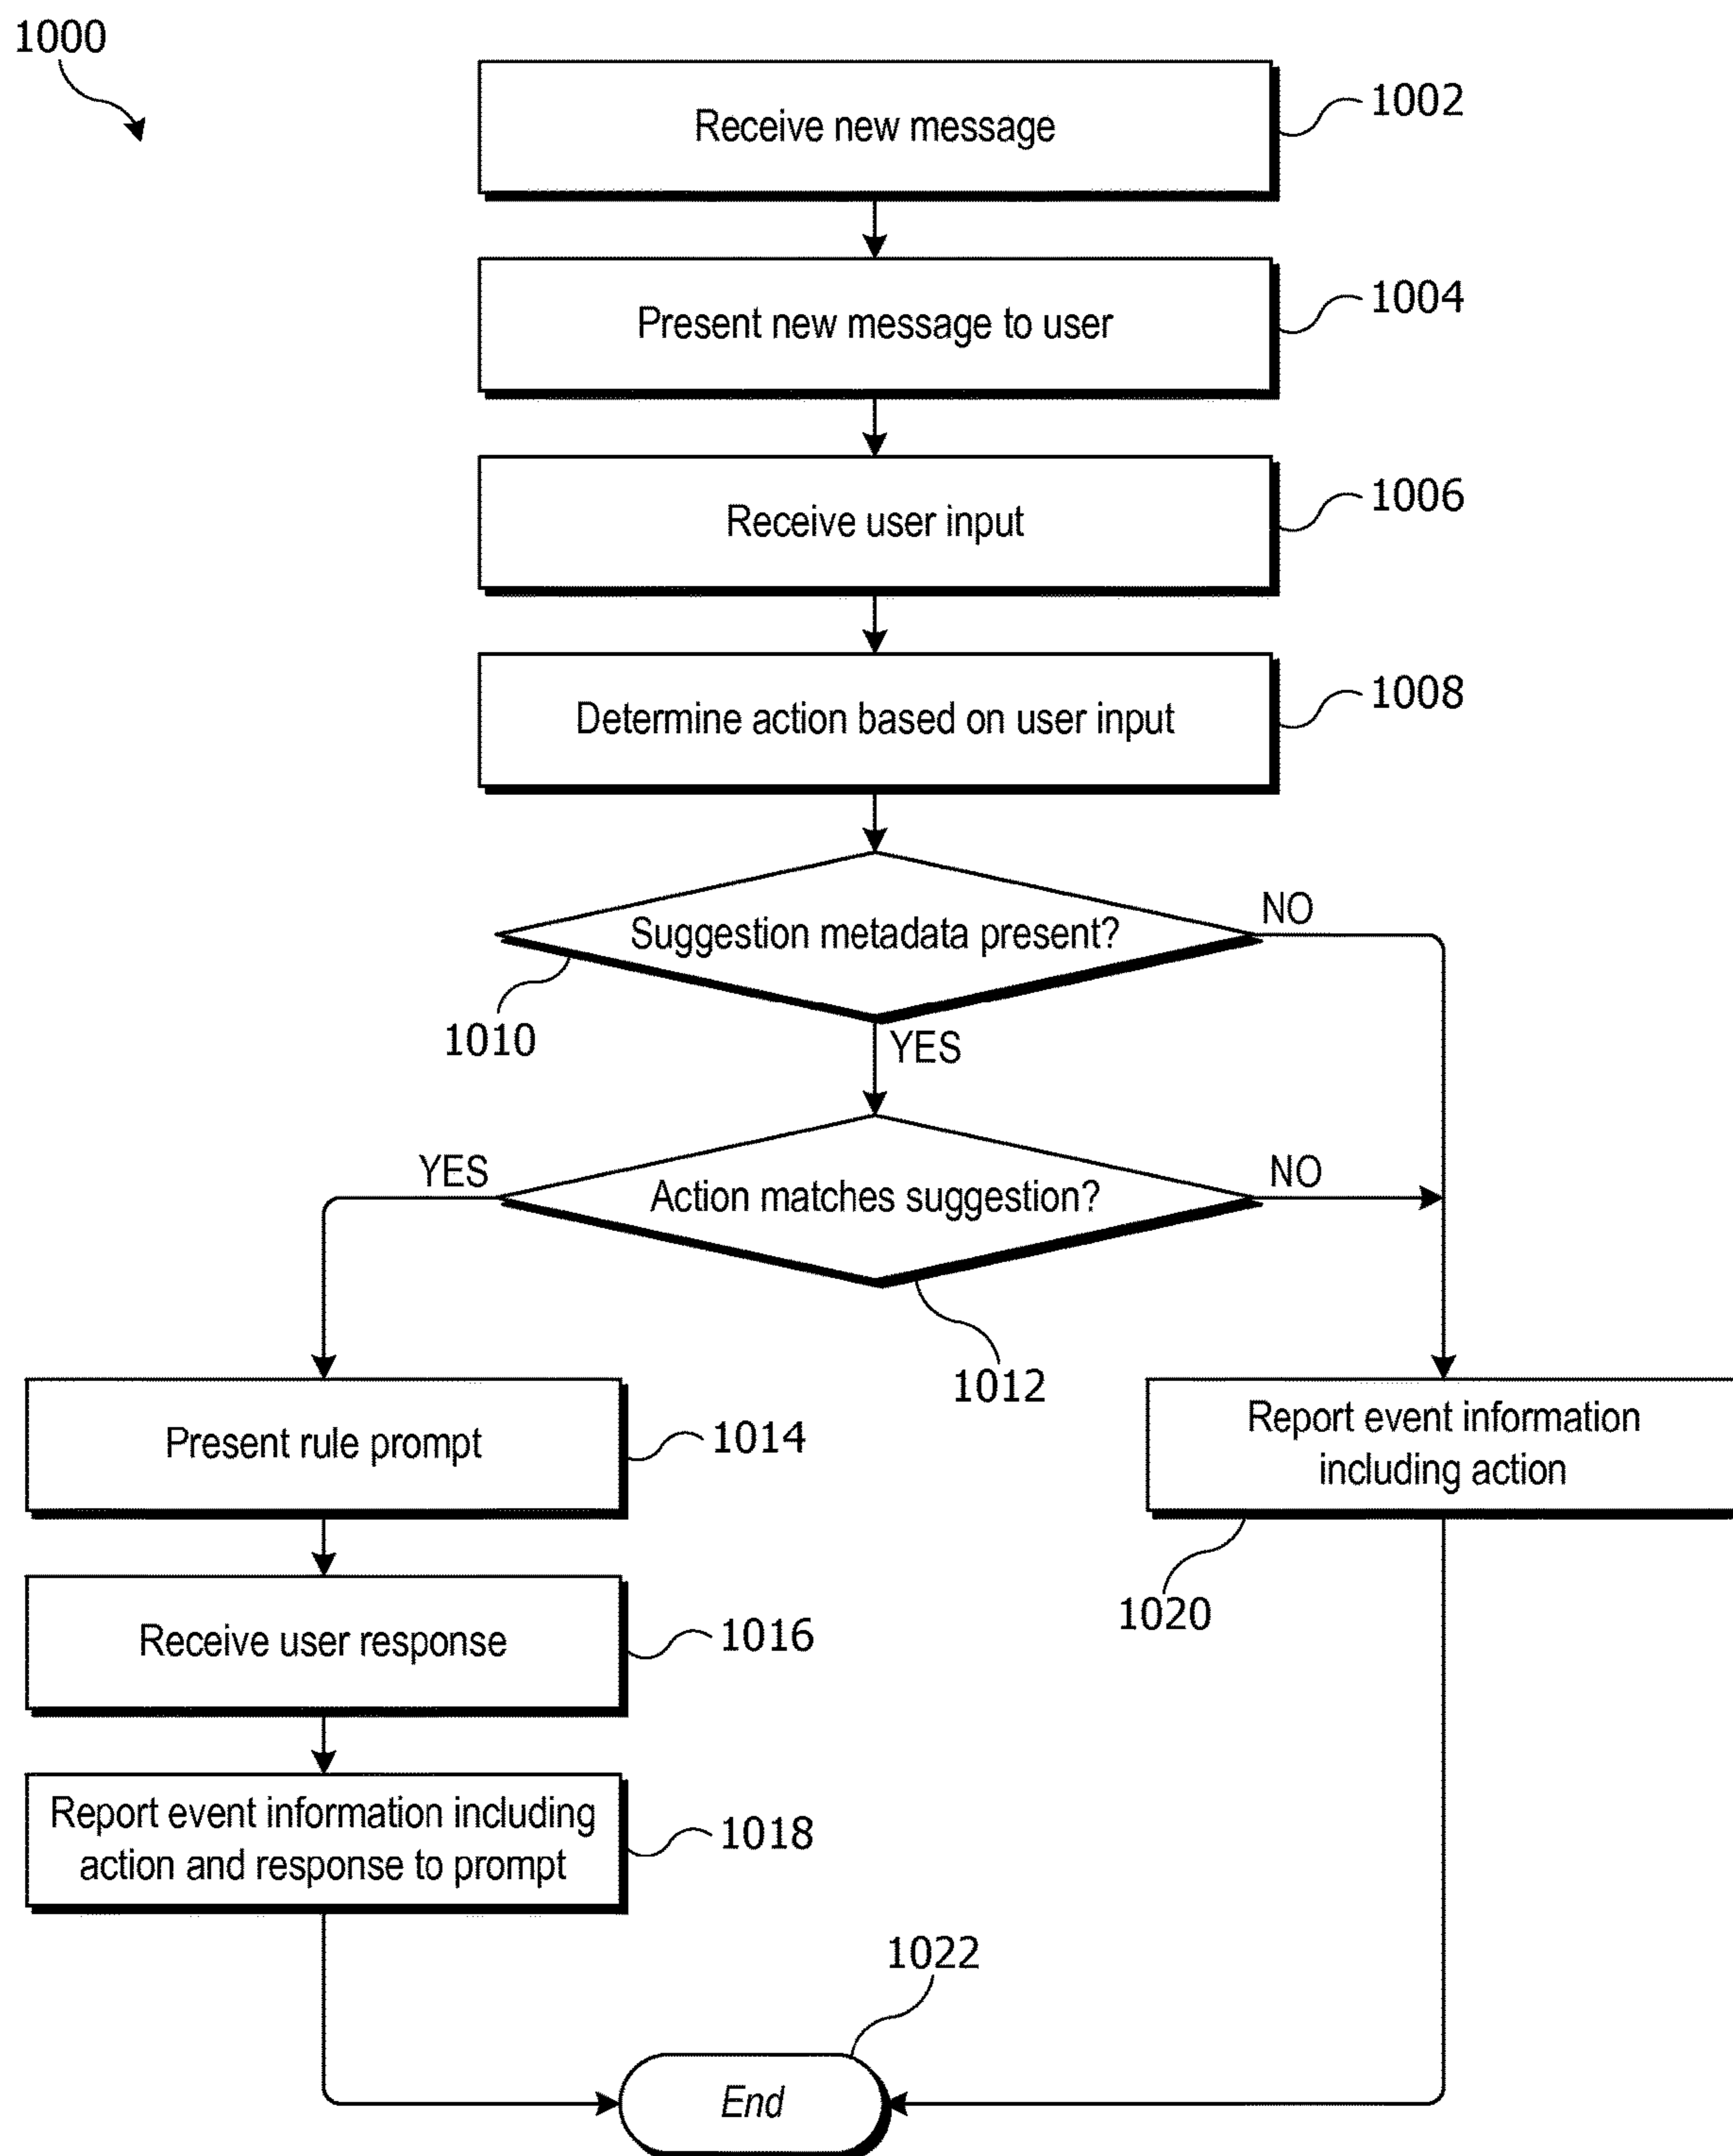 1000
Receive new message
1002
Present new message to user
1004
Receive user input
1006
Determine action based on user input
1008
Suggestion metadata present?
NO
1010
YES
Action matches suggestion?
YES
NO
1012
Present rule prompt
1014
Report event information
including action
1020
Receive user response
1016
Report event information including
action and response to prompt
1018
1022
End